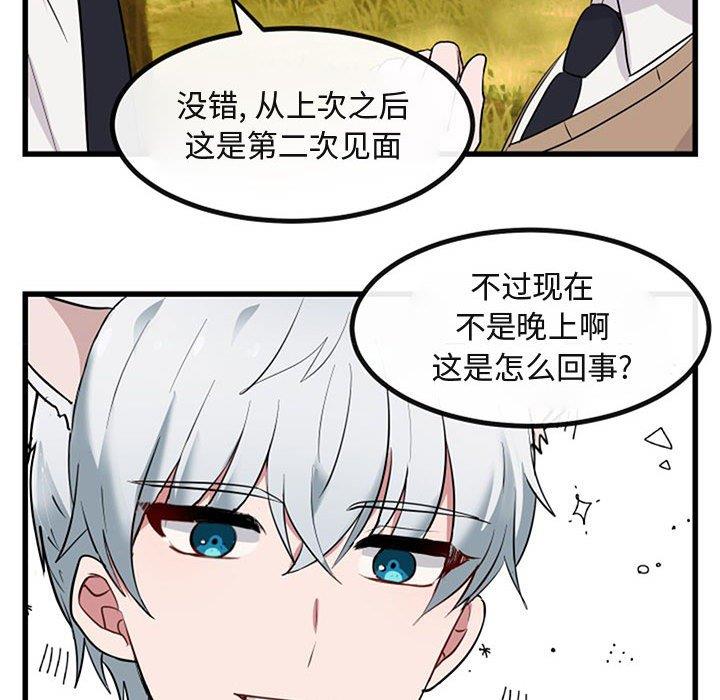 没错, 从上次之后
这是第二次见面
不过现在
不是晚上啊
这是怎么回事?